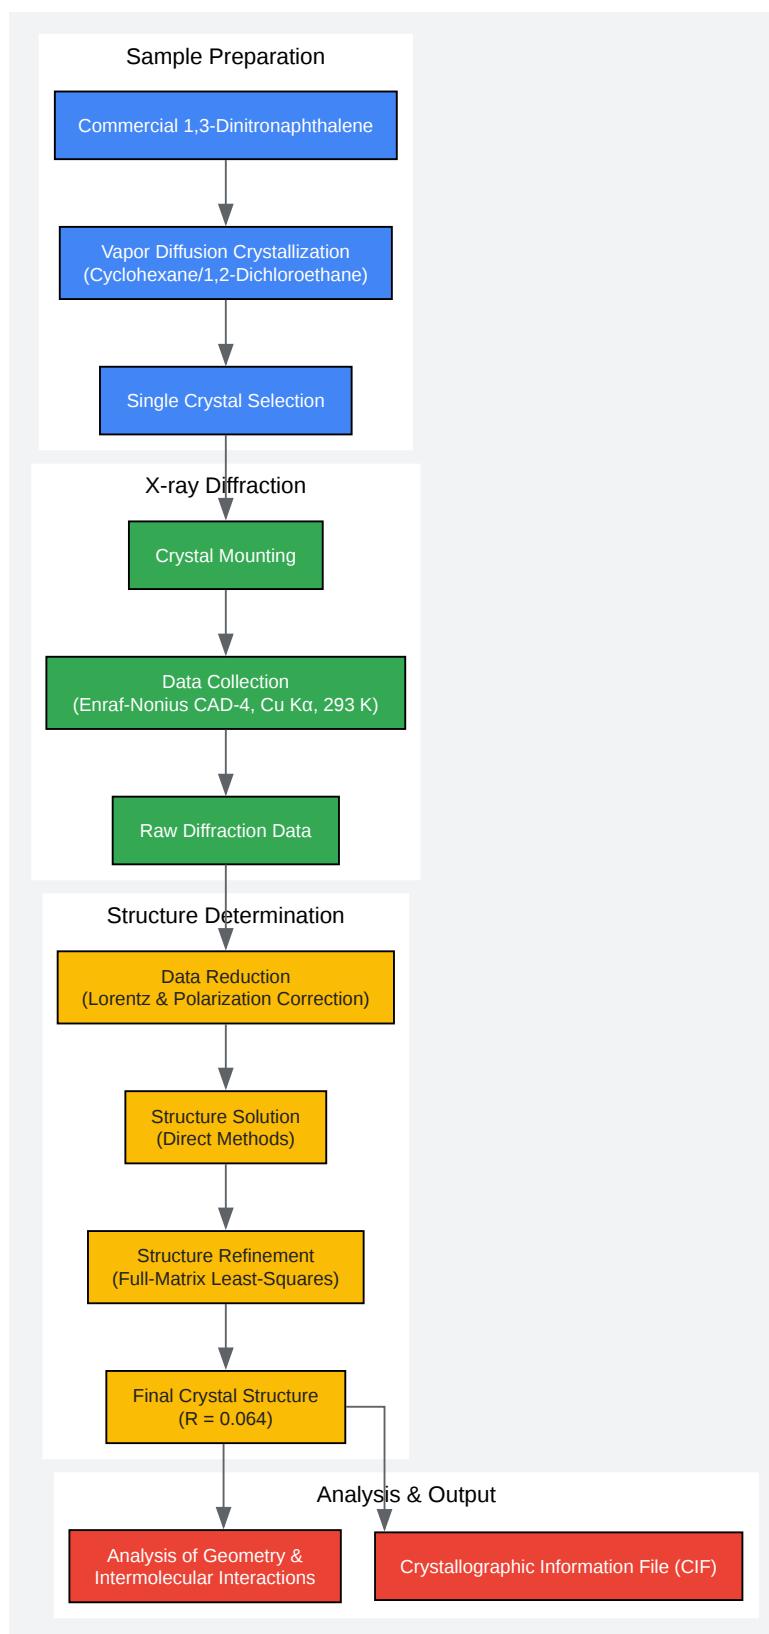 Sample Preparation
Commercial 1,3-Dinitronaphthalene
Vapor Diffusion Crystallization
(Cyclohexane/1,2-Dichloroethane)
Single Crystal Selection
X-ray Diffraction
Crystal Mounting
Data Collection
(Enraf-Nonius CAD-4, Cu Kα, 293 K)
Raw Diffraction Data
Structure Determination
Data Reduction
(Lorentz & Polarization Correction)
Structure Solution
(Direct Methods)
Structure Refinement
(Full-Matrix Least-Squares)
Final Crystal Structure
(R = 0.064)
Analysis & Output
Analysis of Geometry &
Intermolecular Interactions
Crystallographic Information File (CIF)